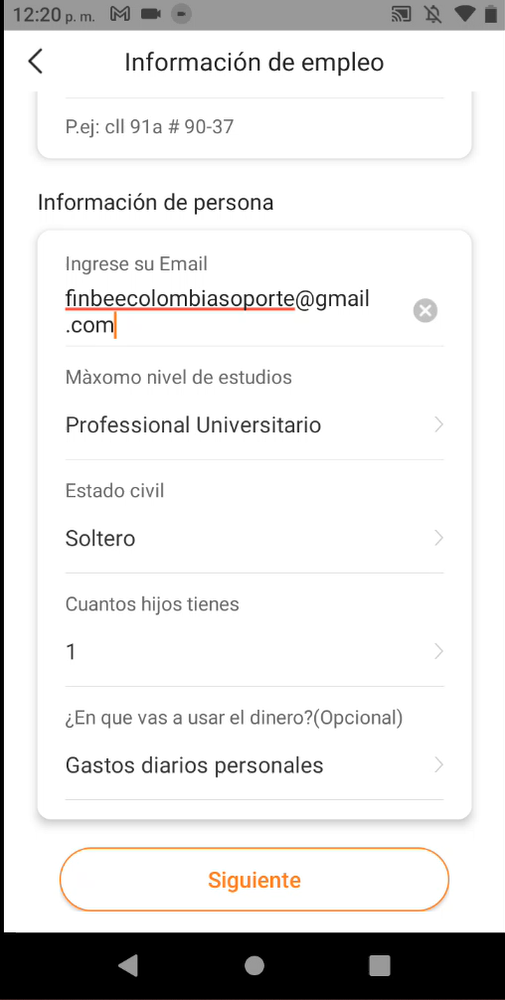 12:20 p. m.
Información de empleo
P.ej: cll 91a # 90-37
Información de persona
Ingrese su Email
finbeecolombiasoporte@gmail
.com
Màxomo nivel de estudios
Professional Universitario
Estado civil
Soltero
Cuantos hijos tienes
1
¿En que vas a usar el dinero?(Opcional)
Gastos diarios personales
Siguiente